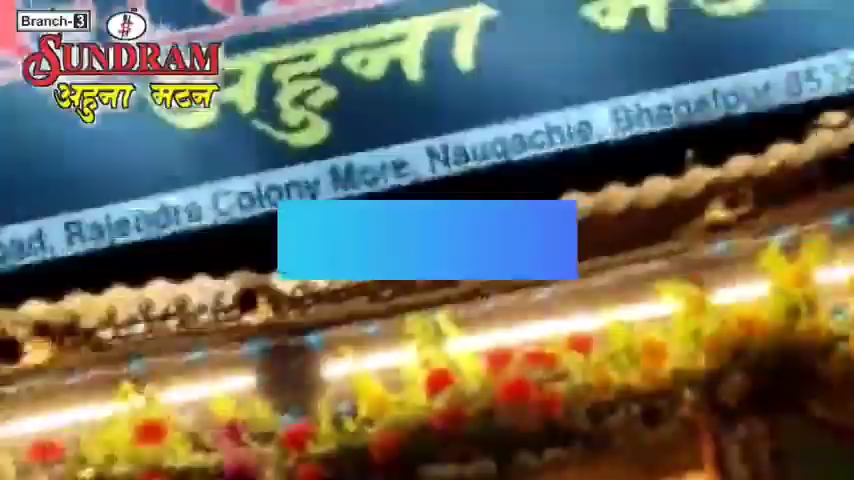 Branch-3
#
SUNDRAM
अहुना मटन
अहुना
Rajendra Colony More, Naugachia, Bhagalpur